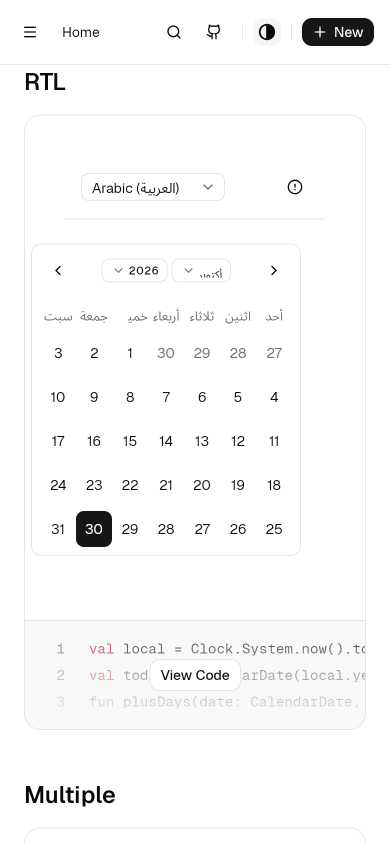 Home
New
RTL
Arabic (العربية)
أكتوبر 2026
أحد اثنين ثلاثاء أربعاء خمي جمعة سبت
27 28 29 30 1 2 3
4 5 6 7 8 9 10
11 12 13 14 15 16 17
18 19 20 21 22 23 24
25 26 27 28 29 30 31
1 val local = Clock.System.now().to
2 val tod arDate(local.ye
View Code
3 fun plusDays(date: CalendarDate,
Multiple